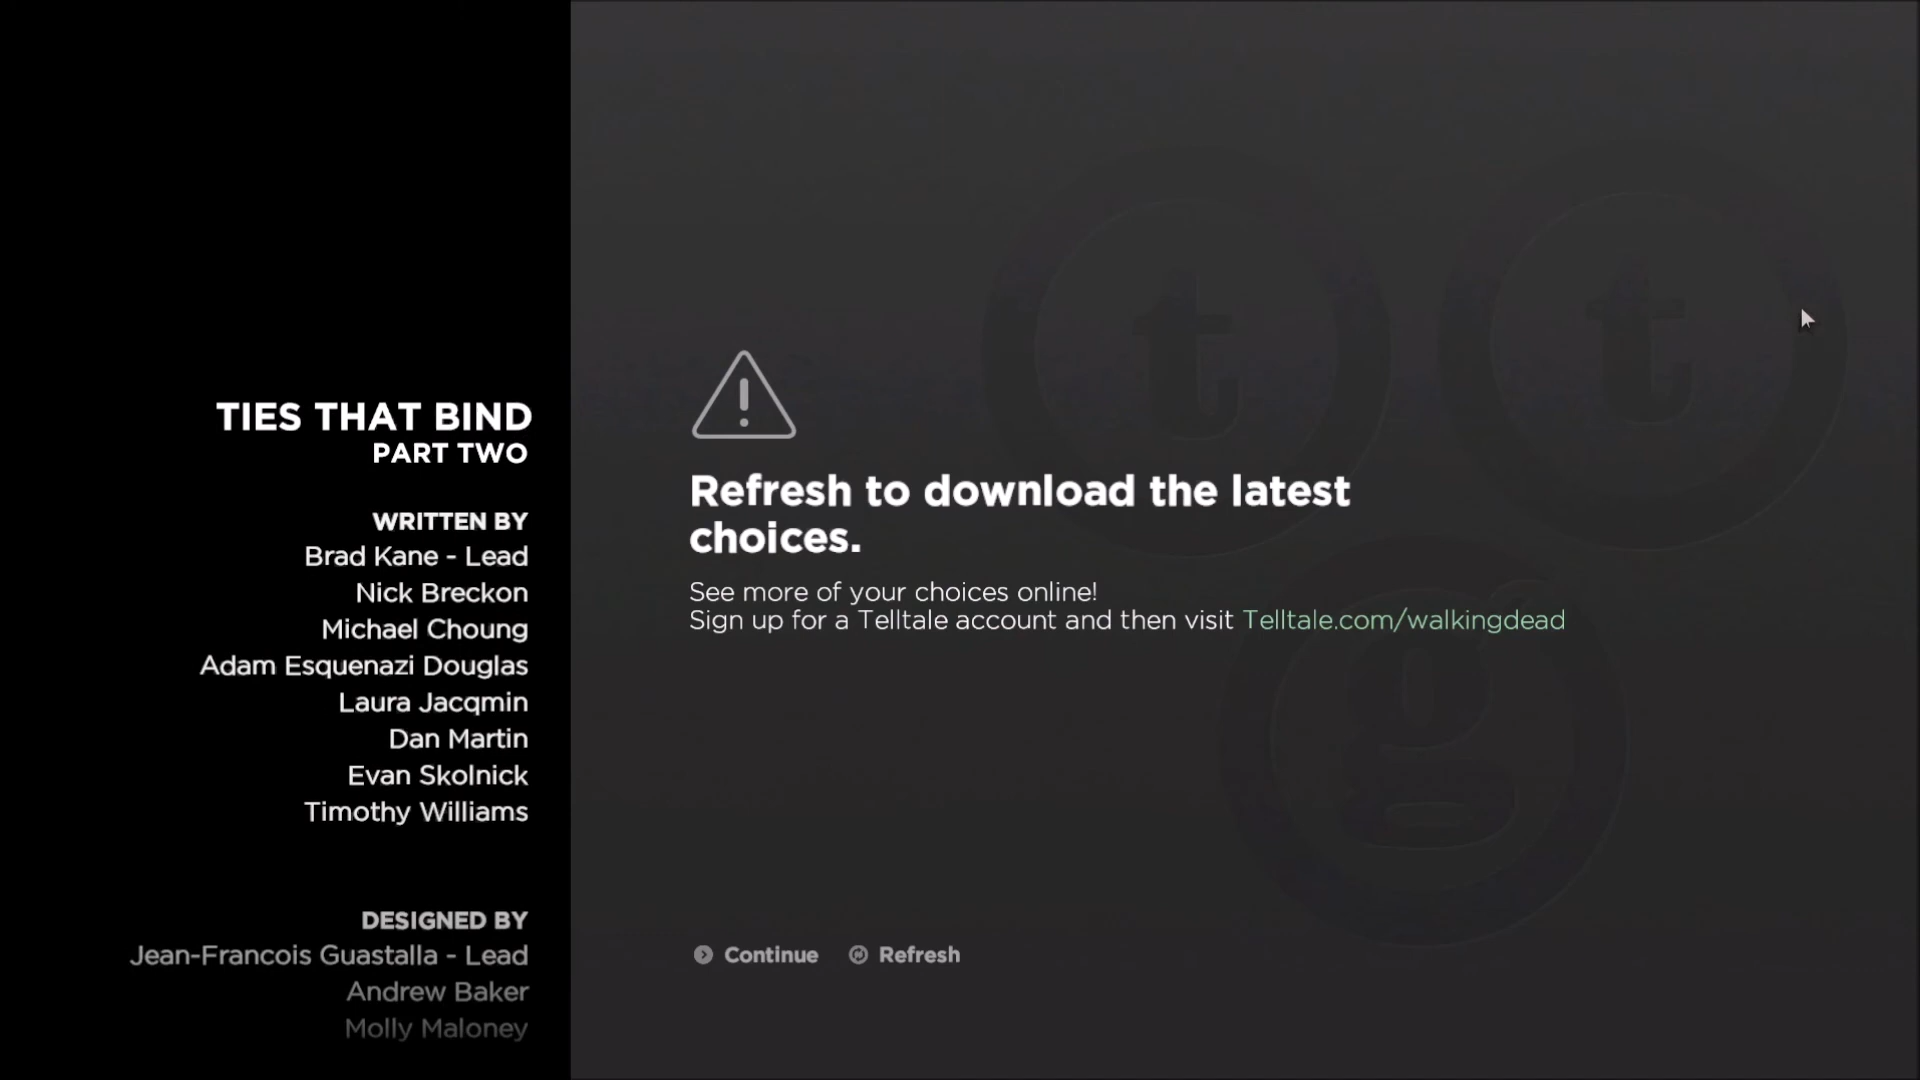 TIES THAT BIND
PART TWO
WRITTEN BY
Brad Kane - Lead
Nick Breckon
Michael Choung
Adam Esquenazi Douglas
Laura Jacqmin
Dan Martin
Evan Skolnick
Timothy Williams
DESIGNED BY
Jean-Francois Guastalla - Lead
Andrew Baker
Molly Maloney
t t
g
!
Refresh to download the latest
choices.
See more of your choices online!
Sign up for a Telltale account and then visit Telltale.com/walkingdead
Continue Refresh